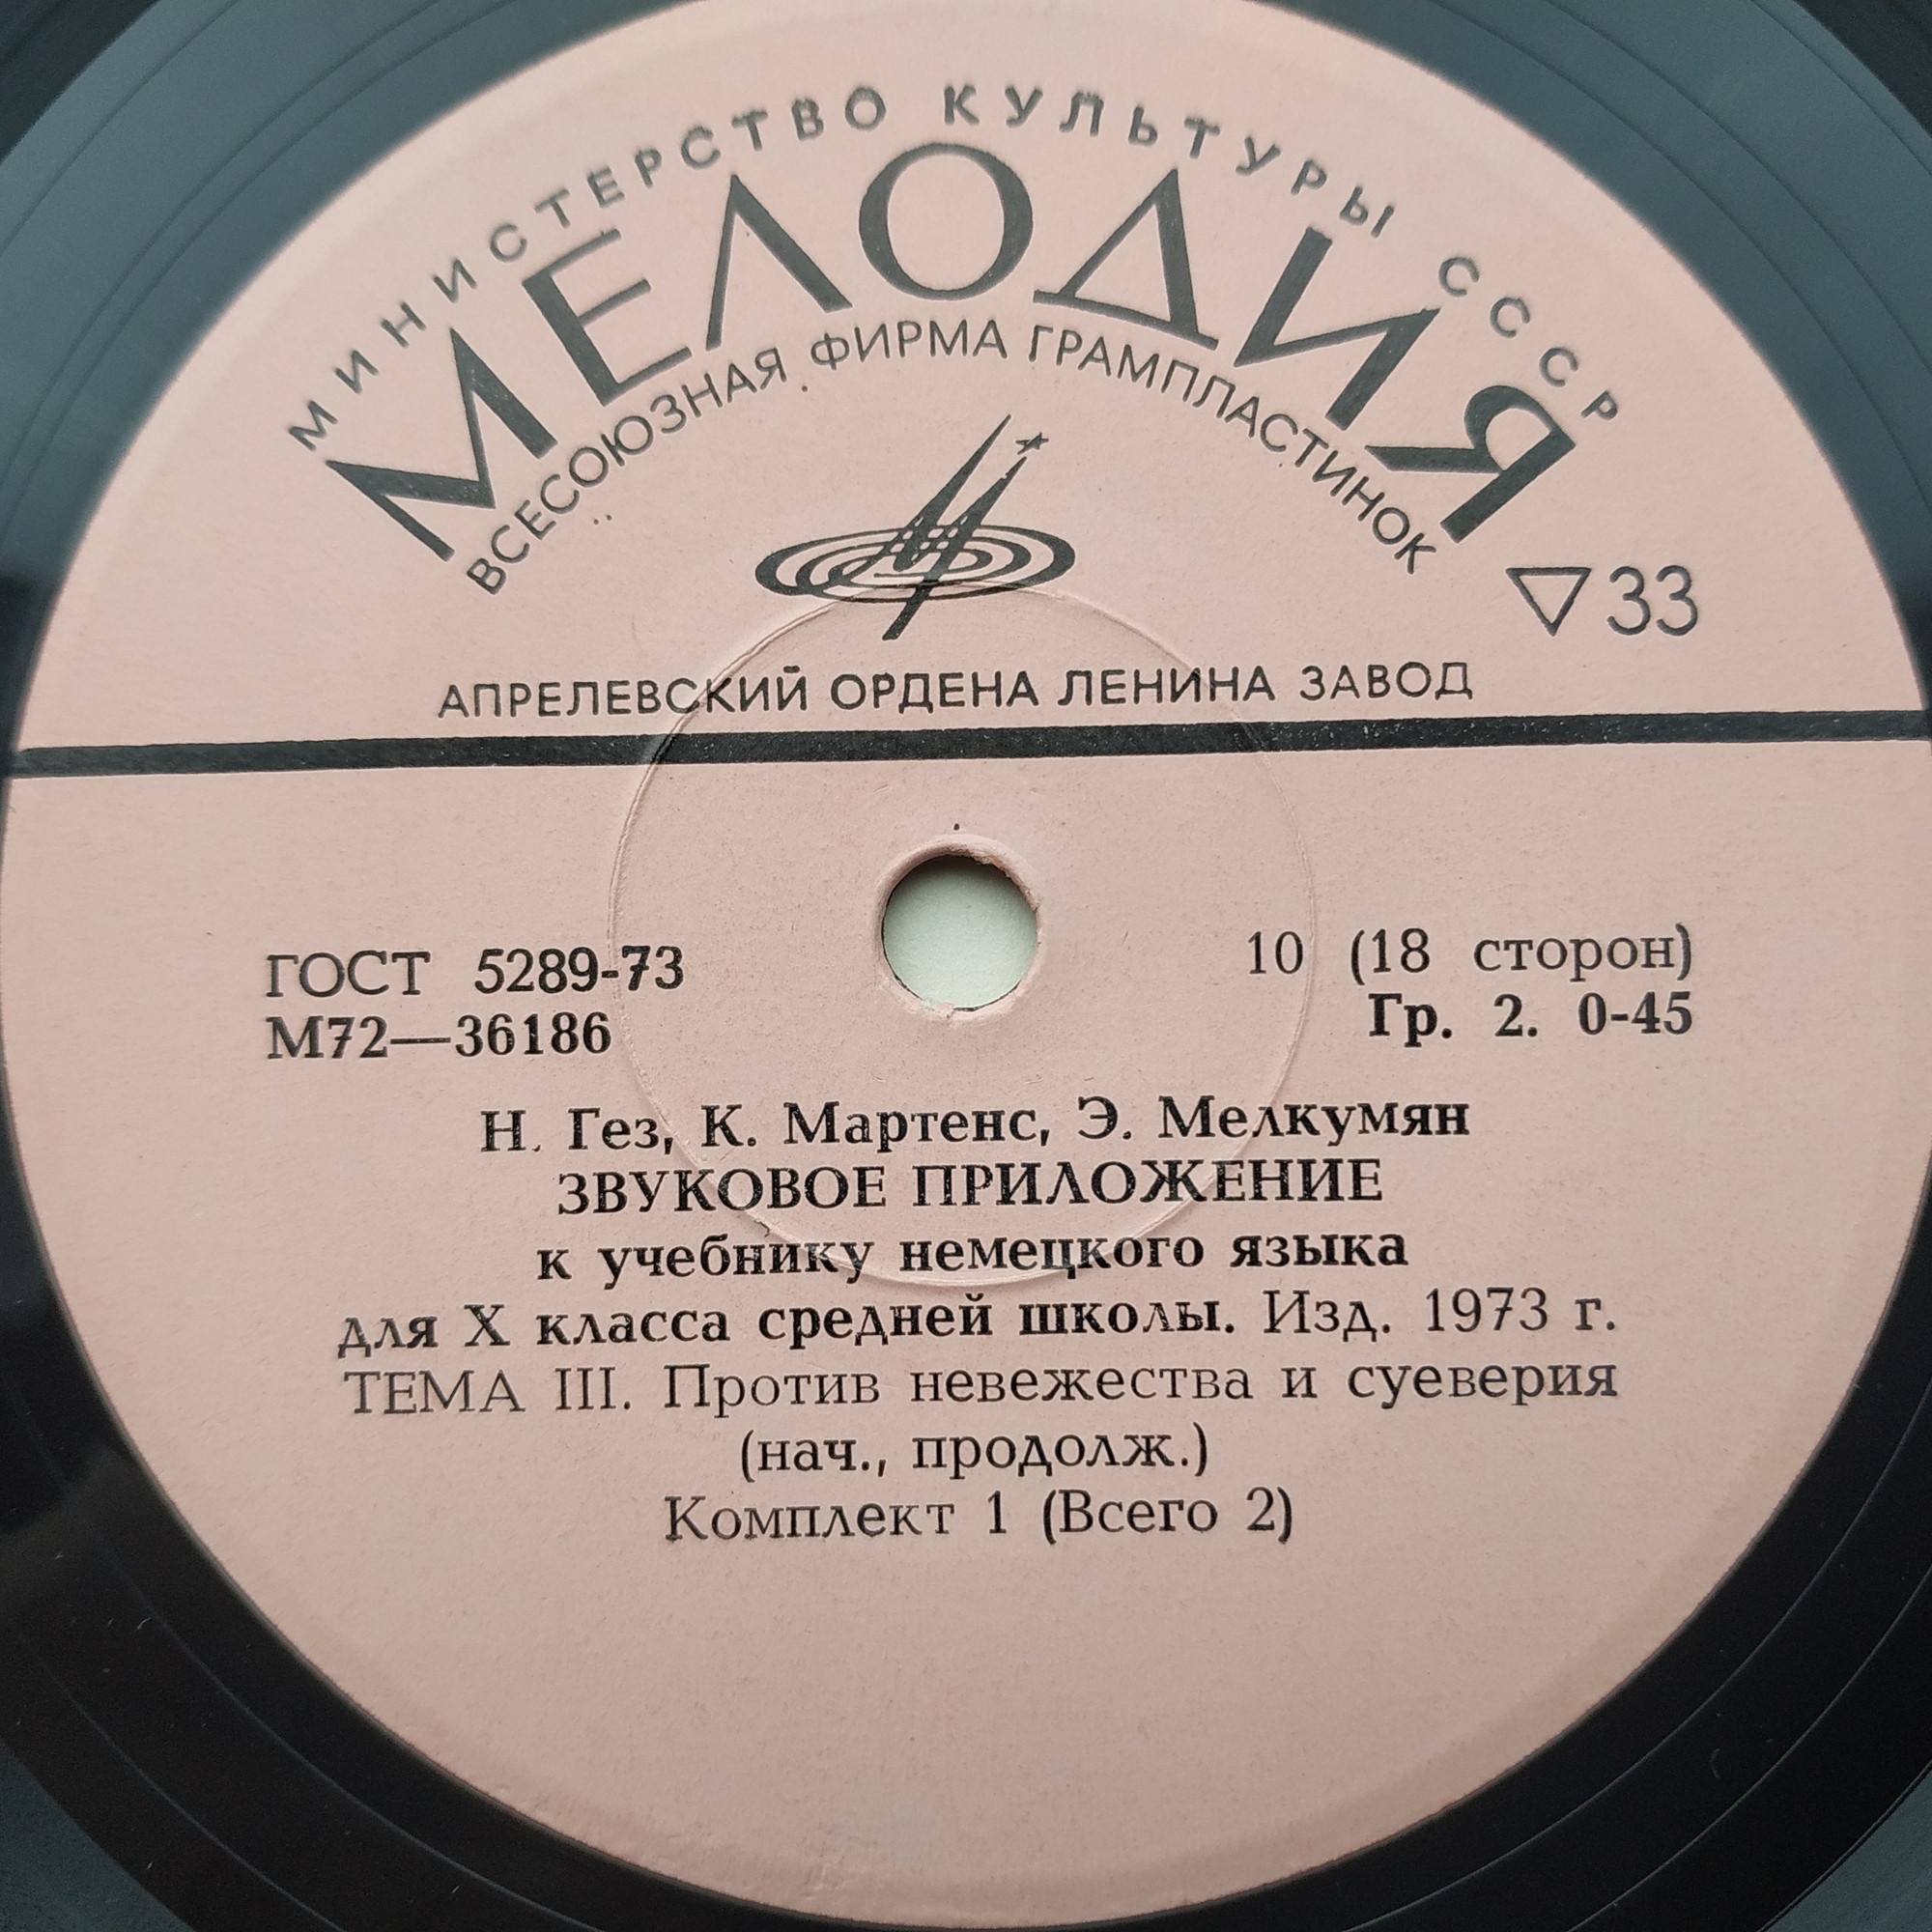 МИНИСТЕРСТВО КУЛЬТУРЫ СССР
МЕЛОДИЯ
ВСЕСОЮЗНАЯ ФИРМА ГРАМПЛАСТИНОК
▽33
АПРЕЛЕВСКИЙ ОРДЕНА ЛЕНИНА ЗАВОД
ГОСТ 5289-73
М72—36186
10 (18 сторон)
Гр. 2. 0-45
Н. Гез, К. Мартенс, Э. Мелкумян
ЗВУКОВОЕ ПРИЛОЖЕНИЕ
к учебнику немецкого языка
для X класса средней школы. Изд. 1973 г.
ТЕМА III. Против невежества и суеверия
(нач., продолж.)
Комплект 1 (Всего 2)